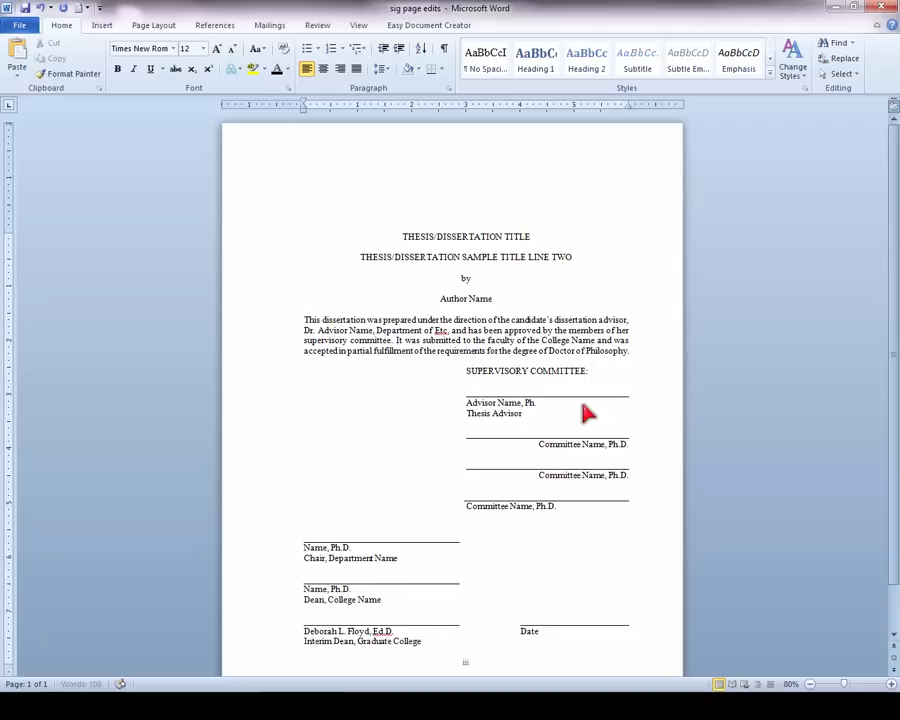 sig page edits - Microsoft Word
File Home Insert Page Layout References Mailings Review View Easy Document Creator
Paste
Cut
Copy
Format Painter
Clipboard
Times New Rom 12
B I U abc
Font
Paragraph
AaBbCcI AaBbCc AaBbCc AaBbCc. AaBbCcD AaBbCcD
¶ No Spaci... Heading 1 Heading 2 Subtitle Subtle Em... Emphasis
Styles
Change
Styles
Find
Replace
Select
Editing
THESIS/DISSERTATION TITLE
THESIS/DISSERTATION SAMPLE TITLE LINE TWO
by
Author Name
This dissertation was prepared under the direction of the candidate's dissertation advisor,
Dr. Advisor Name, Department of Etc, and has been approved by the members of her
supervisory committee. It was submitted to the faculty of the College Name and was
accepted in partial fulfillment of the requirements for the degree of Doctor of Philosophy.
SUPERVISORY COMMITTEE:
Advisor Name, Ph.
Thesis Advisor
Committee Name, Ph.D.
Committee Name, Ph.D.
Committee Name, Ph.D.
Name, Ph.D.
Chair, Department Name
Name, Ph.D.
Dean, College Name
Deborah L. Floyd, Ed.D. Date
Interim Dean, Graduate College
iii
Page: 1 of 1 Words: 108 80%